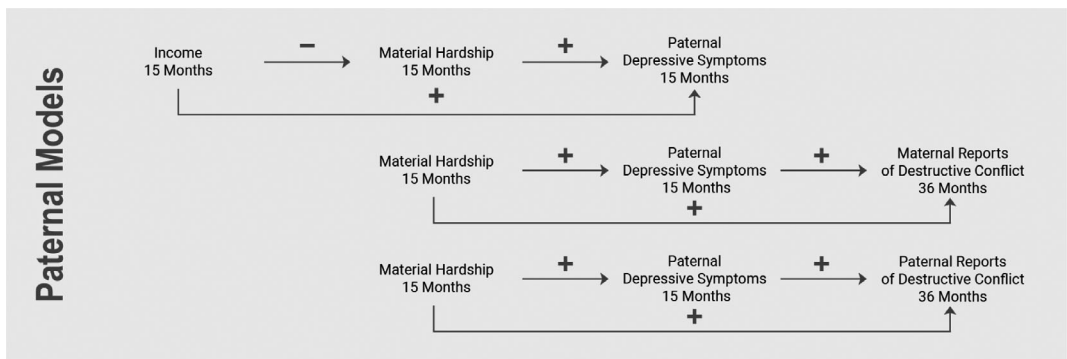 Paternal Models
Income
15 Months
−
Material Hardship
15 Months
+
Paternal
Depressive Symptoms
15 Months
+
Material Hardship
15 Months
+
Paternal
Depressive Symptoms
15 Months
+
Maternal Reports
of Destructive Conflict
36 Months
+
Material Hardship
15 Months
+
Paternal
Depressive Symptoms
15 Months
+
Paternal Reports
of Destructive Conflict
36 Months
+